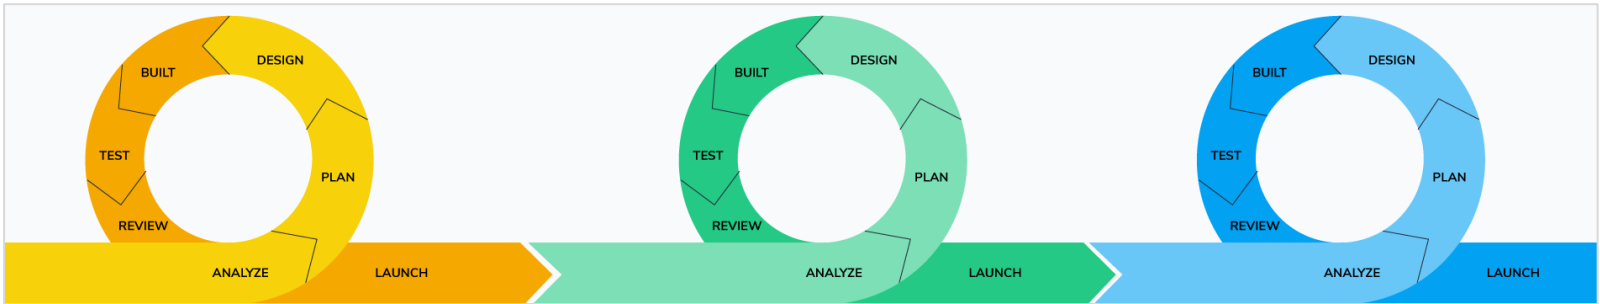 DESIGN
BUILT
TEST
PLAN
REVIEW
ANALYZE
LAUNCH
DESIGN
BUILT
TEST
PLAN
REVIEW
ANALYZE
LAUNCH
DESIGN
BUILT
TEST
PLAN
REVIEW
ANALYZE
LAUNCH